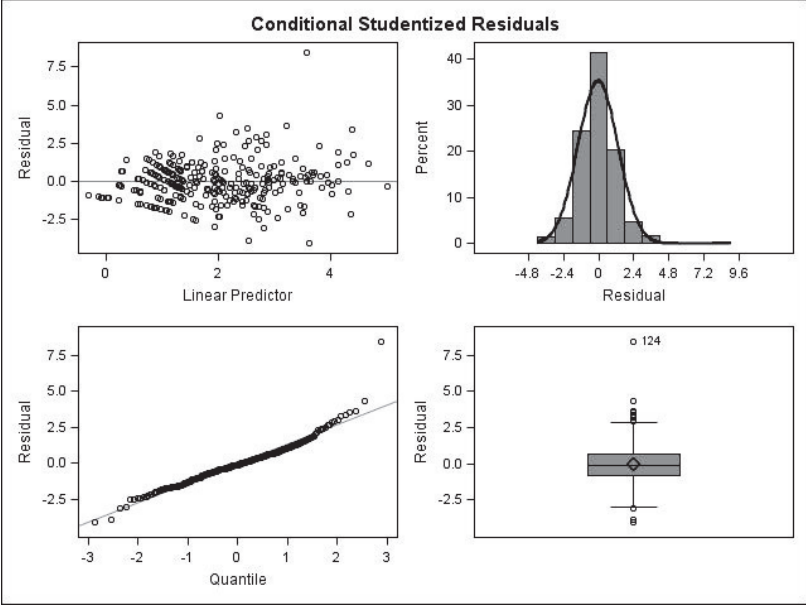 Conditional Studentized Residuals
7.5
5.0
2.5
0.0
-2.5
Residual
0 2 4
Linear Predictor
40
30
20
10
0
Percent
-4.8 -2.4 0 2.4 4.8 7.2 9.6
Residual
7.5
5.0
2.5
0.0
-2.5
Residual
-3 -2 -1 0 1 2 3
Quantile
7.5
5.0
2.5
0.0
-2.5
Residual
124